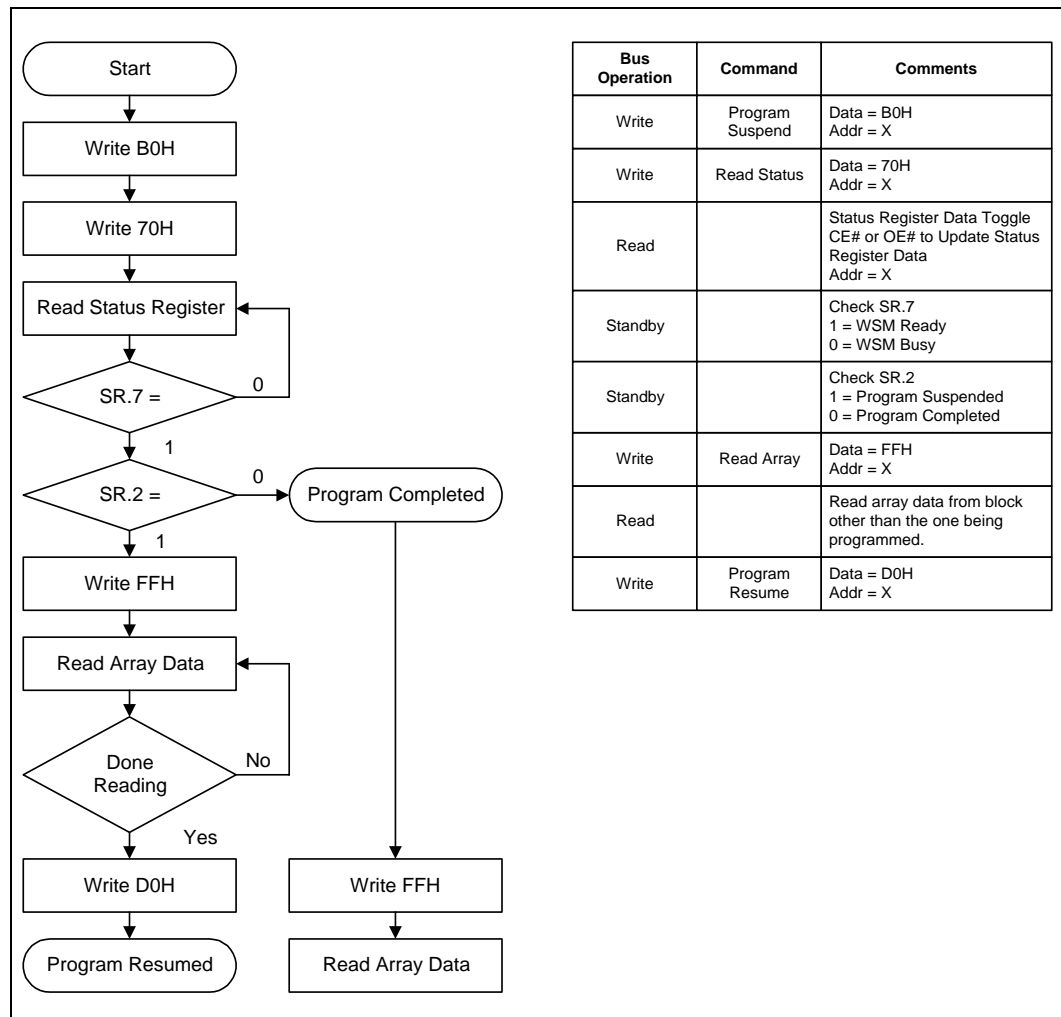 Start
Write B0H
Write 70H
Read Status Register
SR.7 =
0
1
SR.2 =
0
Program Completed
1
Write FFH
Read Array Data
Done
Reading
No
Yes
Write D0H
Write FFH
Program Resumed
Read Array Data
Bus
Operation
Command
Comments
Write
Program
Suspend
Data = B0H
Addr = X
Write
Read Status
Data = 70H
Addr = X
Read
Status Register Data Toggle
CE# or OE# to Update Status
Register Data
Addr = X
Standby
Check SR.7
1 = WSM Ready
0 = WSM Busy
Standby
Check SR.2
1 = Program Suspended
0 = Program Completed
Write
Read Array
Data = FFH
Addr = X
Read
Read array data from block
other than the one being
programmed.
Write
Program
Resume
Data = D0H
Addr = X